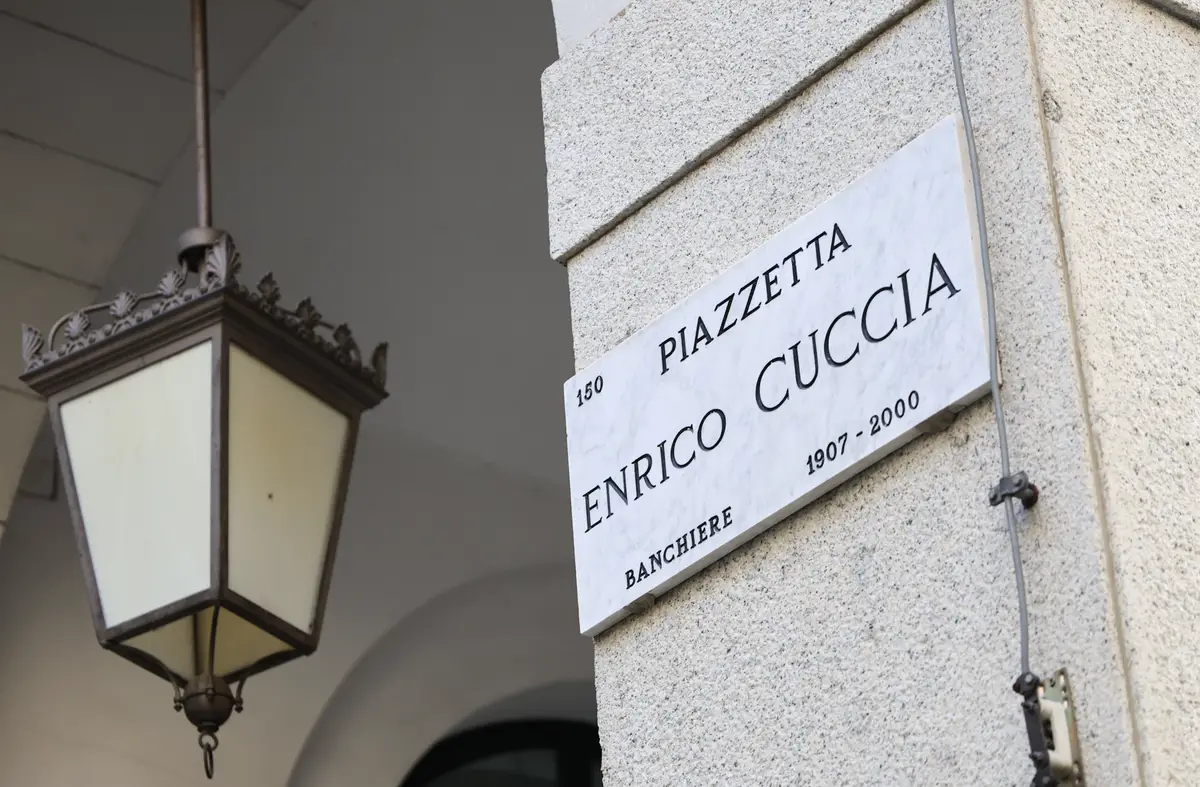 150
PIAZZETTA
ENRICO CUCCIA
BANCHIERE 1907 - 2000